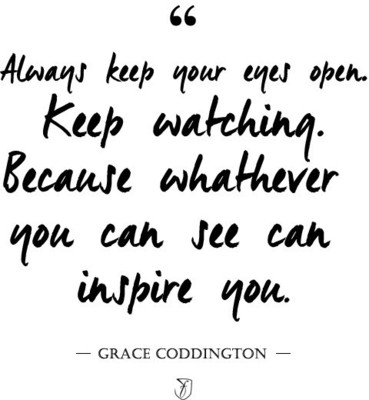 “
Always keep your eyes open.
Keep watching.
Because whathever
you can see can
inspire you.
— GRACE CODDINGTON —